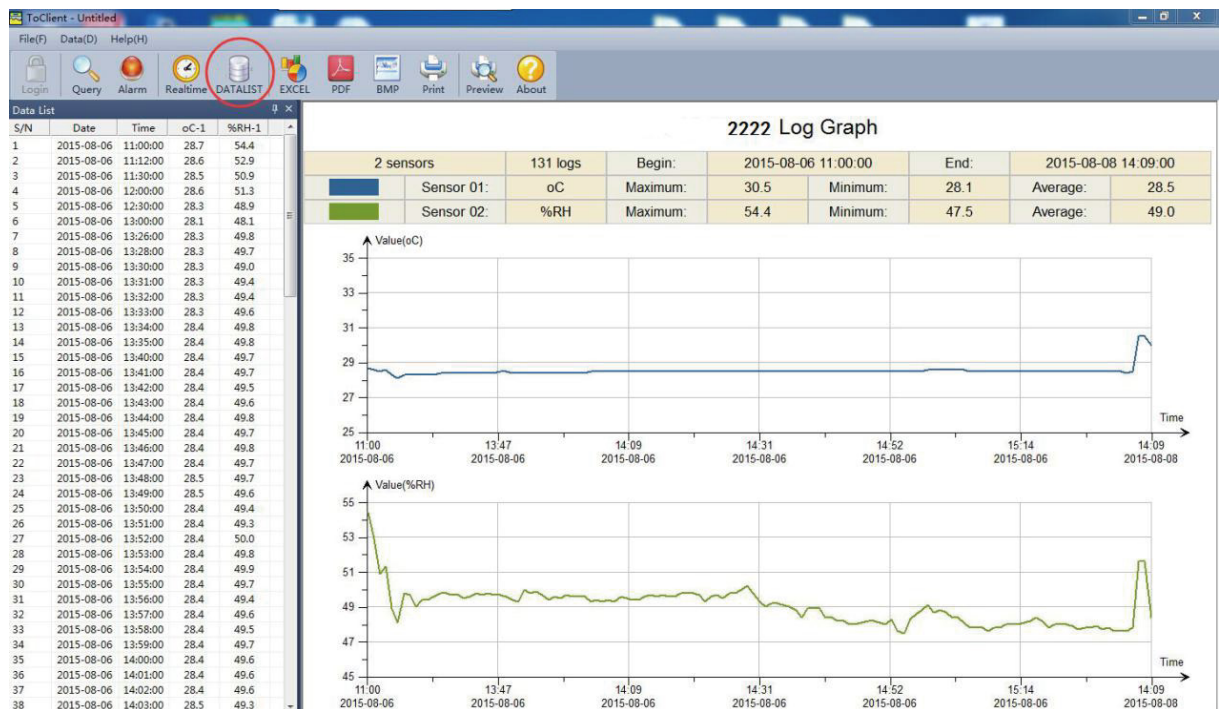 ToClient - Untitled
File(F) Data(D) Help(H)
Login Query Alarm Realtime DATALIST EXCEL PDF BMP Print Preview About
Data List
S/N Date Time oC-1 %RH-1
1 2015-08-06 11:00:00 28.7 54.4
2 2015-08-06 11:12:00 28.6 52.9
3 2015-08-06 11:30:00 28.5 50.9
4 2015-08-06 12:00:00 28.6 51.3
5 2015-08-06 12:30:00 28.3 48.9
6 2015-08-06 13:00:00 28.1 48.1
7 2015-08-06 13:26:00 28.3 49.8
8 2015-08-06 13:28:00 28.3 49.7
9 2015-08-06 13:30:00 28.3 49.0
10 2015-08-06 13:31:00 28.3 49.4
11 2015-08-06 13:32:00 28.3 49.4
12 2015-08-06 13:33:00 28.3 49.6
13 2015-08-06 13:34:00 28.4 49.8
14 2015-08-06 13:35:00 28.4 49.8
15 2015-08-06 13:40:00 28.4 49.7
16 2015-08-06 13:41:00 28.4 49.7
17 2015-08-06 13:42:00 28.4 49.5
18 2015-08-06 13:43:00 28.4 49.6
19 2015-08-06 13:44:00 28.4 49.8
20 2015-08-06 13:45:00 28.4 49.7
21 2015-08-06 13:46:00 28.4 49.8
22 2015-08-06 13:47:00 28.4 49.7
23 2015-08-06 13:48:00 28.5 49.7
24 2015-08-06 13:49:00 28.5 49.6
25 2015-08-06 13:50:00 28.4 49.4
26 2015-08-06 13:51:00 28.4 49.3
27 2015-08-06 13:52:00 28.4 50.0
28 2015-08-06 13:53:00 28.4 49.8
29 2015-08-06 13:54:00 28.4 49.9
30 2015-08-06 13:55:00 28.4 49.7
31 2015-08-06 13:56:00 28.4 49.4
32 2015-08-06 13:57:00 28.4 49.6
33 2015-08-06 13:58:00 28.4 49.5
34 2015-08-06 13:59:00 28.4 49.7
35 2015-08-06 14:00:00 28.4 49.6
36 2015-08-06 14:01:00 28.4 49.6
37 2015-08-06 14:02:00 28.4 49.6
38 2015-08-06 14:03:00 28.5 49.3
2222 Log Graph
2 sensors 131 logs Begin: 2015-08-06 11:00:00 End: 2015-08-08 14:09:00
Sensor 01: oC Maximum: 30.5 Minimum: 28.1 Average: 28.5
Sensor 02: %RH Maximum: 54.4 Minimum: 47.5 Average: 49.0
Value(oC)
35
33
31
29
27
Time
25
11:00 13:47 14:09 14:31 14:52 15:14 14:09
2015-08-06 2015-08-06 2015-08-06 2015-08-06 2015-08-06 2015-08-06 2015-08-08
Value(%RH)
55
53
51
49
47
Time
45
11:00 13:47 14:09 14:31 14:52 15:14 14:09
2015-08-06 2015-08-06 2015-08-06 2015-08-06 2015-08-06 2015-08-06 2015-08-08